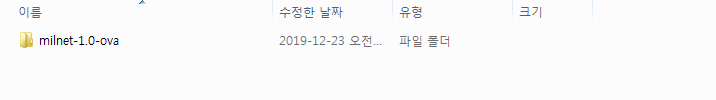 이름 수정한 날짜 유형 크기
milnet-1.0-ova 2019-12-23 오전... 파일 폴더